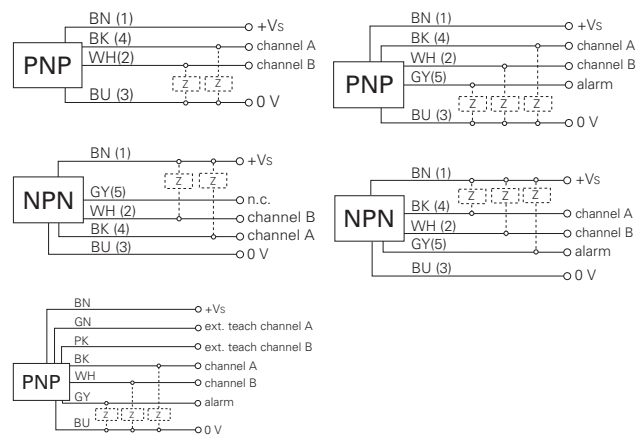 BN (1) +Vs
BK (4) channel A
WH(2) channel B
PNP
Z Z
BU (3) 0 V
BN (1) +Vs
BK (4) channel A
WH (2) channel B
GY(5) alarm
PNP
Z Z Z
BU (3) 0 V
BN (1) +Vs
Z Z
NPN
GY(5) n.c.
WH (2) channel B
BK (4) channel A
BU (3) 0 V
BN (1) +Vs
Z Z Z
NPN
BK (4) channel A
WH (2) channel B
GY(5) alarm
BU (3) 0 V
BN +Vs
GN ext. teach channel A
PK ext. teach channel B
BK channel A
PNP
WH channel B
GY alarm
Z Z Z
BU 0 V